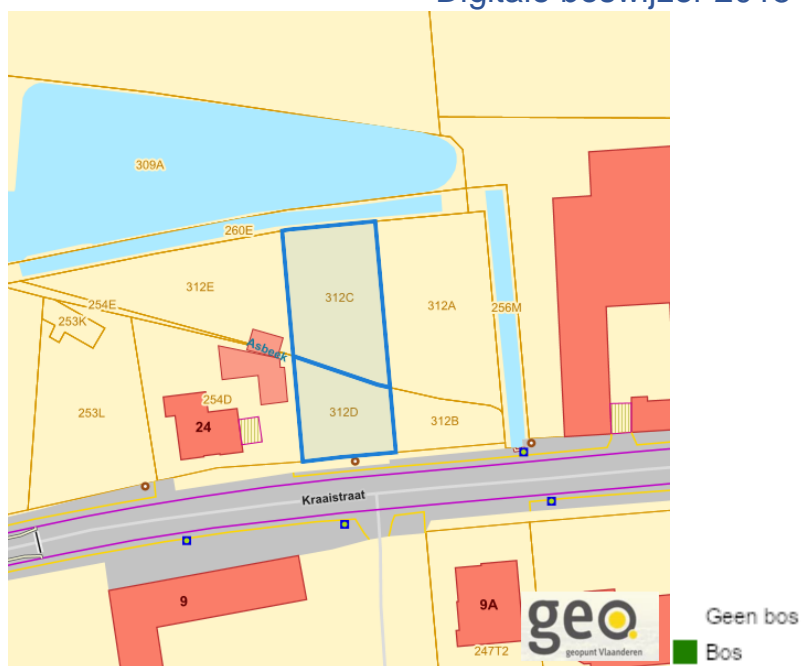 309A
260E
312E
312C
312A
256M
254E
253K
Asbeek
253L
254D
24
312D
312B
Kraaistraat
9
9A
247T2
geo
geopunt Vlaanderen
Geen bos
Bos